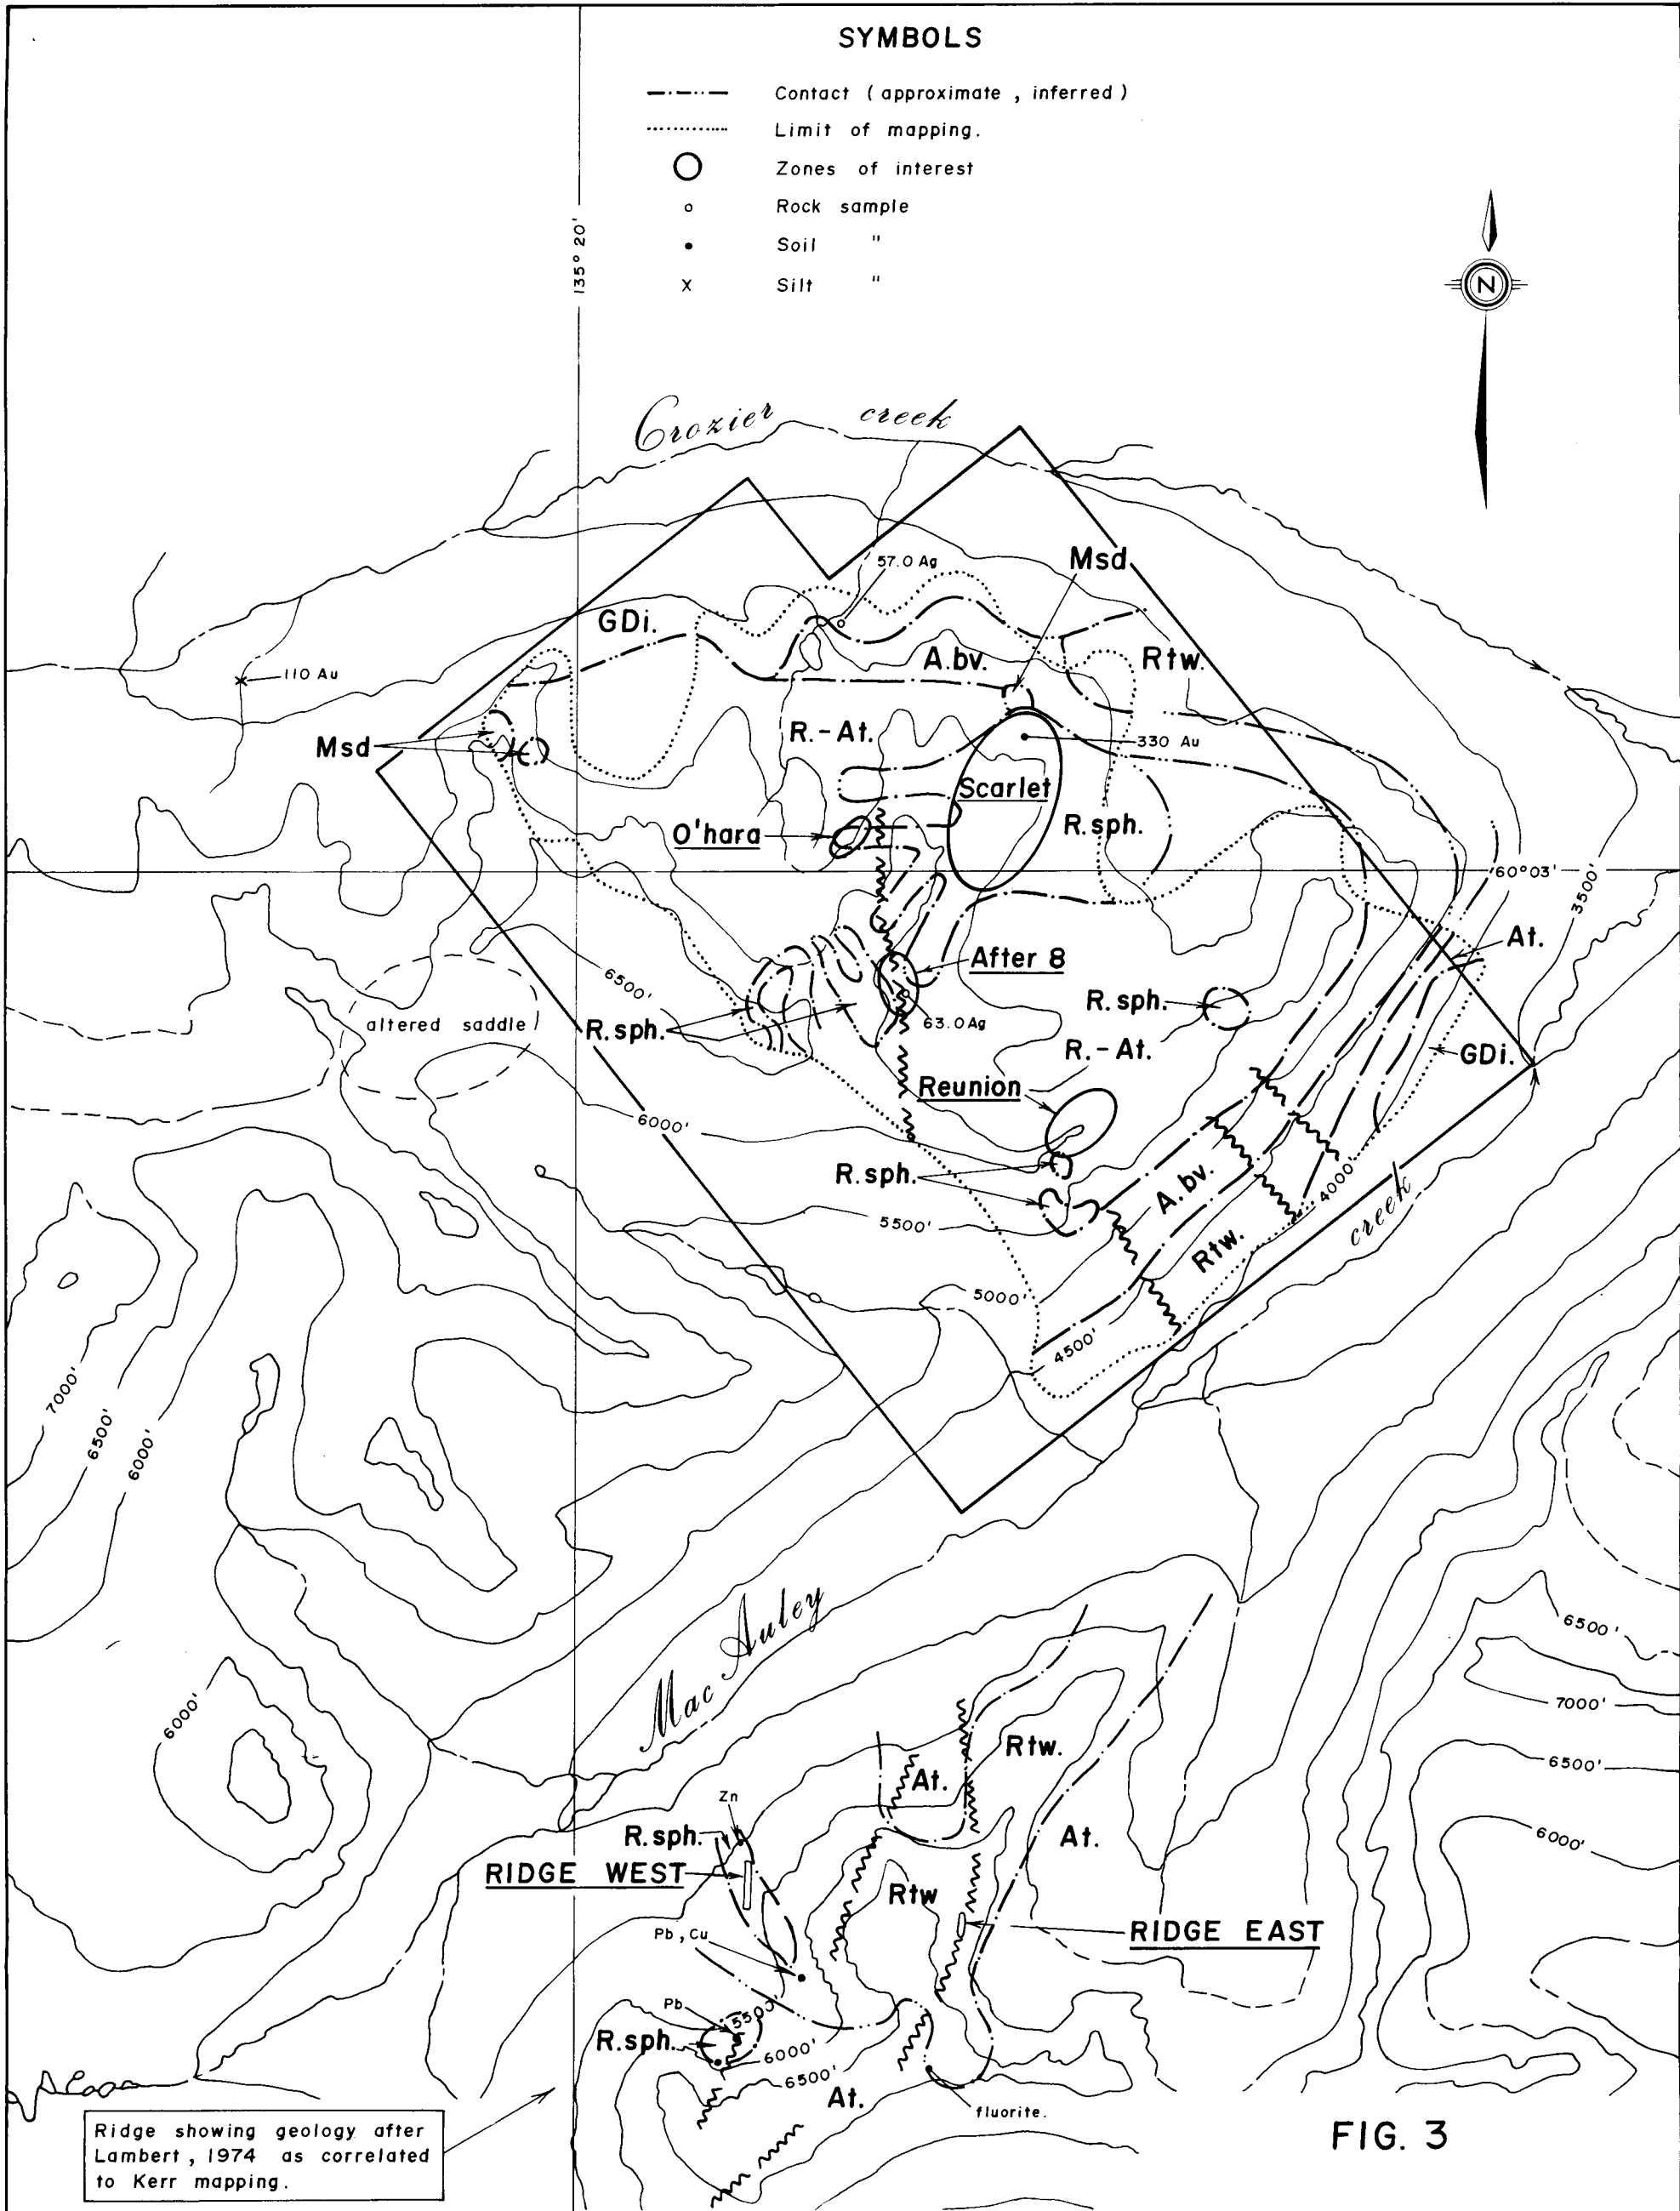 SYMBOLS
Contact ( approximate , inferred )
Limit of mapping.
Zones of interest
Rock sample
Soil "
X Silt "
135° 20'
N
Crozier creek
57.0 Ag
Msd
GDi.
A.bv.
Rtw.
110 Au
R.-At.
Msd
330 Au
Scarlet
R.sph.
O'hara
60°03'
3500'
At.
After 8
6500'
R.sph.
altered saddle
R.sph.
63.0 Ag
R.-At.
GDi.
Reunion
6000'
R.sph.
A.bv.
4000'
5500'
creek
Rtw.
5000'
4500'
7000'
6500'
6000'
Mac Auley
6500'
6000'
7000'
Rtw.
6500'
At.
Zn
R.sph.
At.
6000'
RIDGE WEST
Rtw
Pb , Cu
RIDGE EAST
Pb
5500'
R.sph.
6000'
6500'
At.
fluorite.
Ridge showing geology after
Lambert , 1974 as correlated
to Kerr mapping.
FIG. 3